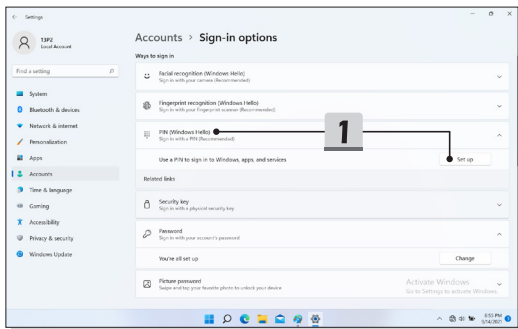 Settings
13P2
Local Account
Find a setting
System
Bluetooth & devices
Network & internet
Personalization
Apps
Accounts
Time & language
Gaming
Accessibility
Privacy & security
Windows Update
Accounts > Sign-in options
Ways to sign in
Facial recognition (Windows Hello)
Sign in with your camera (Recommended)
Fingerprint recognition (Windows Hello)
Sign in with your fingerprint scanner (Recommended)
PIN (Windows Hello)
Sign in with a PIN (Recommended)
1
Use a PIN to sign in to Windows, apps, and services
Set up
Related links
Security key
Sign in with a physical security key
Password
Sign in with your account's password
You're all set up
Change
Picture password
Swipe and tap your favorite photo to unlock your device
Activate Windows
Go to Settings to activate Windows.
6:55 PM
9/14/2021